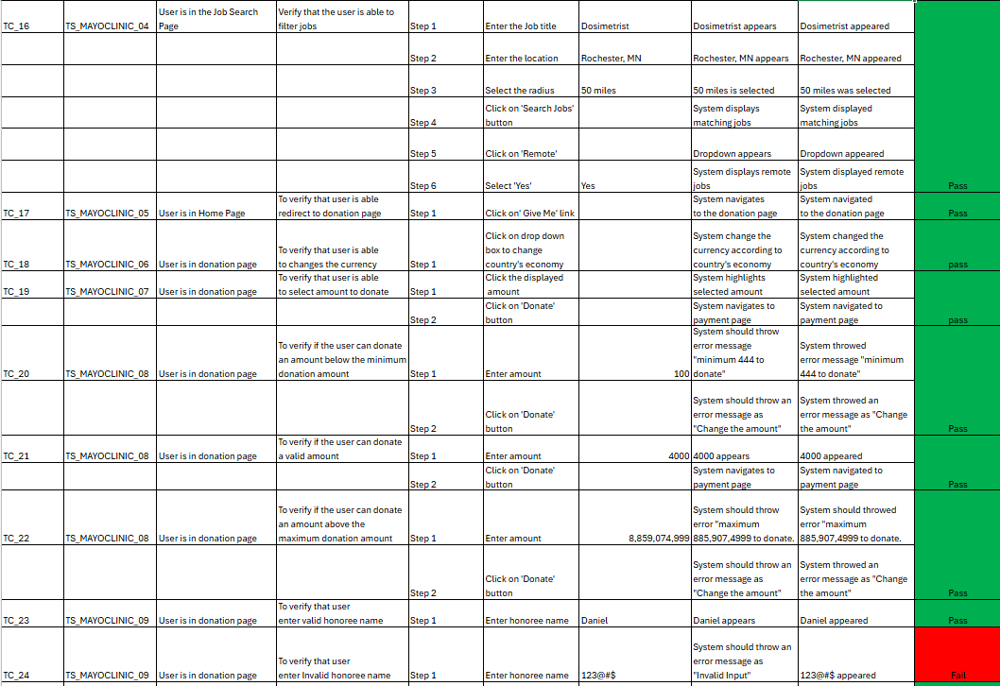 TC_16 TS_MAYOCLINIC_04 User is in the Job Search Page Verify that the user is able to filter jobs Step 1 Enter the Job title Dosimetrist Dosimetrist appears Dosimetrist appeared
Step 2 Enter the location Rochester, MN Rochester, MN appears Rochester, MN appeared
Step 3 Select the radius 50 miles 50 miles is selected 50 miles was selected
Step 4 Click on 'Search Jobs' button System displays matching jobs System displayed matching jobs
Step 5 Click on 'Remote' Dropdown appears Dropdown appeared
Step 6 Select 'Yes' Yes System displays remote jobs System displayed remote jobs Pass
TC_17 TS_MAYOCLINIC_05 User is in Home Page To verify that user is able redirect to donation page Step 1 Click on' Give Me' link System navigates to the donation page System navigated to the donation page Pass
TC_18 TS_MAYOCLINIC_06 User is in donation page To verify that user is able to changes the currency Step 1 Click on drop down box to change country's economy System change the currency according to country's economy System changed the currency according to country's economy pass
TC_19 TS_MAYOCLINIC_07 User is in donation page To verify that user is able to select amount to donate Step 1 Click the displayed amount System highlights selected amount System highlighted selected amount
Step 2 Click on 'Donate' button System navigates to payment page System navigated to payment page pass
TC_20 TS_MAYOCLINIC_08 User is in donation page To verify if the user can donate an amount below the minimum donation amount Step 1 Enter amount 100 System should throw error message "minimum 444 to donate" System throwed error message "minimum 444 to donate"
Step 2 Click on 'Donate' button System should throw an error message as "Change the amount" System throwed an error message as "Change the amount" Pass
TC_21 TS_MAYOCLINIC_08 User is in donation page To verify if the user can donate a valid amount Step 1 Enter amount 4000 4000 appears 4000 appeared
Step 2 Click on 'Donate' button System navigates to payment page System navigated to payment page Pass
TC_22 TS_MAYOCLINIC_08 User is in donation page To verify if the user can donate an amount above the maximum donation amount Step 1 Enter amount 8,859,074,999 System should throw error "maximum 885,907,4999 to donate. System should throwed error "maximum 885,907,4999 to donate.
Step 2 Click on 'Donate' button System should throw an error message as "Change the amount" System throwed an error message as "Change the amount" Pass
TC_23 TS_MAYOCLINIC_09 User is in donation page To verify that user enter valid honoree name Step 1 Enter honoree name Daniel Daniel appears Daniel appeared Pass
TC_24 TS_MAYOCLINIC_09 User is in donation page To verify that user enter Invalid honoree name Step 1 Enter honoree name 123@#$ System should throw an error message as "Invalid Input" 123@#$ appeared Fail